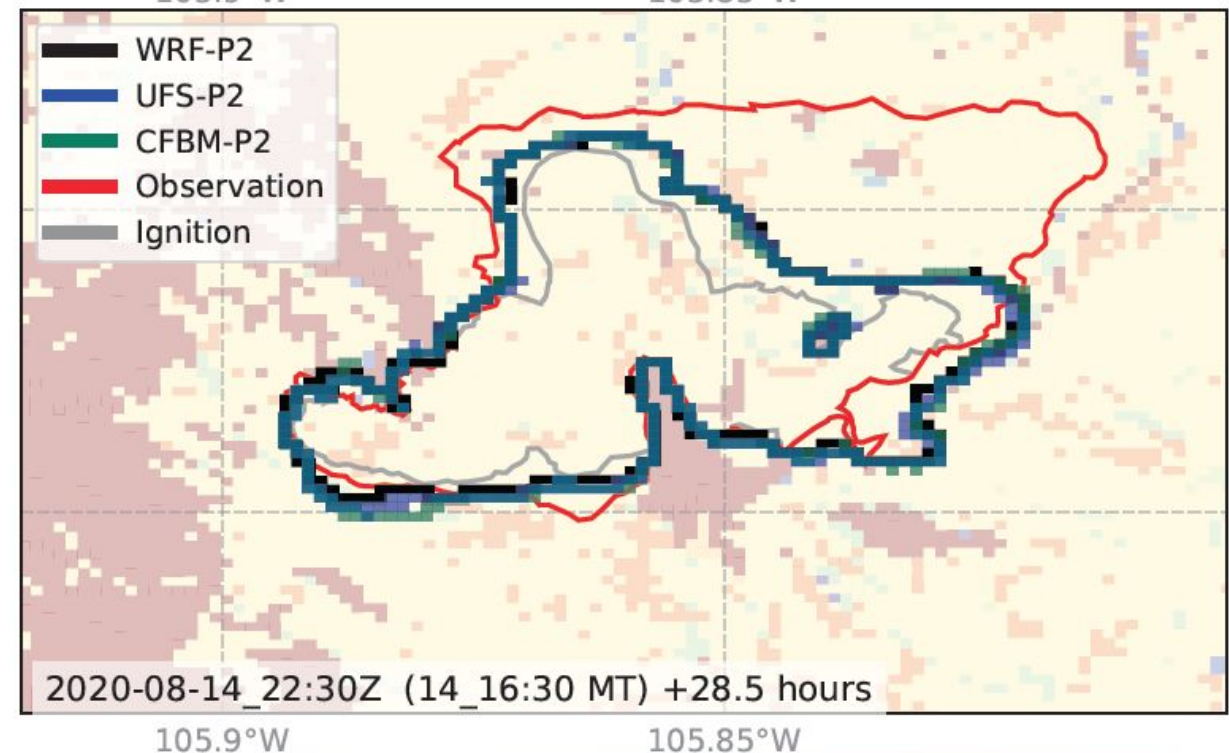 WRF-P2
UFS-P2
CFBM-P2
Observation
Ignition
2020-08-14_22:30Z (14_16:30 MT) +28.5 hours
105.9°W 105.85°W